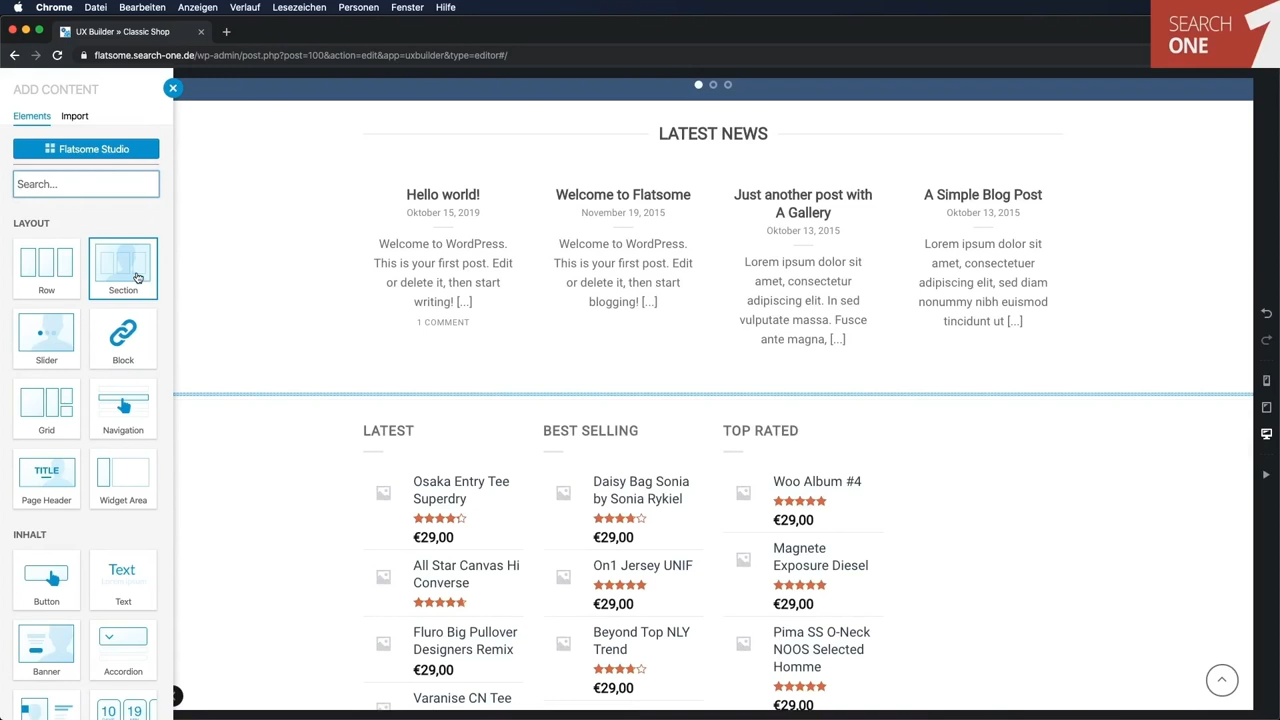 Chrome Datei Bearbeiten Anzeigen Verlauf Lesezeichen Personen Fenster Hilfe
UX Builder » Classic Shop
flatsome.search-one.de/wp-admin/post.php?post=100&action=edit&app=uxbuilder&type=editor#/
SEARCH
ONE
ADD CONTENT
Elements Import
Flatsome Studio
Search...
LAYOUT
Row Section
Slider Block
Grid Navigation
TITLE
Page Header Widget Area
INHALT
Text
Button Text
Banner Accordion
10 19
LATEST NEWS
Hello world!
Oktober 15, 2019
Welcome to WordPress.
This is your first post. Edit
or delete it, then start
writing! [...]
1 COMMENT
Welcome to Flatsome
November 19, 2015
Welcome to WordPress.
This is your first post. Edit
or delete it, then start
blogging! [...]
Just another post with
A Gallery
Oktober 13, 2015
Lorem ipsum dolor sit
amet, consectetuer
adipiscing elit. In sed
vulputate massa. Fusce
ante magna, [...]
A Simple Blog Post
Oktober 13, 2015
Lorem ipsum dolor sit
amet, consectetuer
adipiscing elit, sed diam
nonummy nibh euismod
tincidunt ut [...]
LATEST
Osaka Entry Tee
Superdry
€29,00
All Star Canvas Hi
Converse
Fluro Big Pullover
Designers Remix
€29,00
Varanise CN Tee
BEST SELLING
Daisy Bag Sonia
by Sonia Rykiel
€29,00
On1 Jersey UNIF
€29,00
Beyond Top NLY
Trend
€29,00
TOP RATED
Woo Album #4
€29,00
Magnete
Exposure Diesel
€29,00
Pima SS O-Neck
NOOS Selected
Homme
€29,00